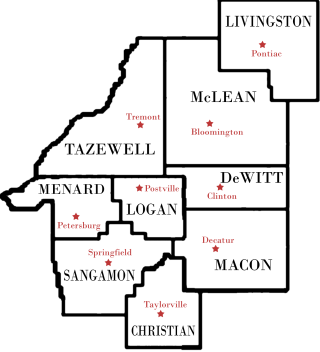 LIVINGSTON
Pontiac
McLEAN
Bloomington
Tremont
TAZEWELL
DeWITT
Clinton
MENARD
Petersburg
Postville
LOGAN
Decatur
MACON
Springfield
SANGAMON
Taylorville
CHRISTIAN